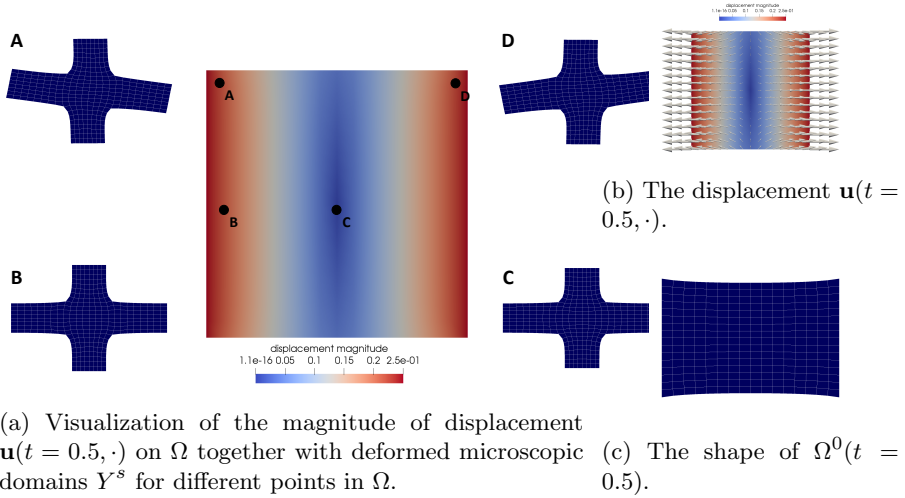 A
D
displacement magnitude
1.1e-16 0.05 0.1 0.15 0.2 2.5e-01
A
D
B
C
(b) The displacement u(t =
0.5, ·).
B
C
displacement magnitude
1.1e-16 0.05 0.1 0.15 0.2 2.5e-01
(a) Visualization of the magnitude of displacement
u(t = 0.5, ·) on Ω together with deformed microscopic
domains Yˢ for different points in Ω.
(c) The shape of Ω⁰(t =
0.5).